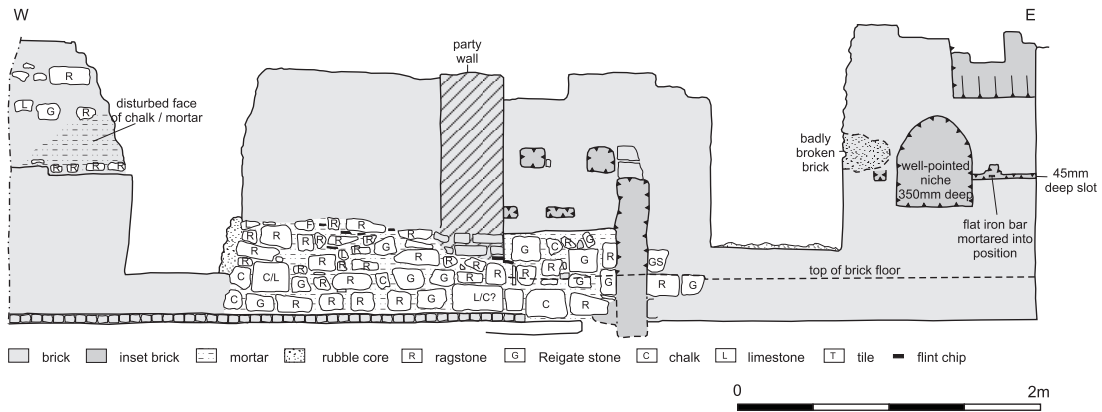 W
E
party
wall
disturbed face
of chalk / mortar
badly
broken
brick
well-pointed
niche
350mm deep
45mm
deep slot
flat iron bar
mortared into
position
top of brick floor
R
L G R
R R R R
R R
R R R G
R R R
C C/L G R R C G G R R
C G R R R R G L/C?
G C R G
G R
R R G G
C R
GS
R G
brick
inset brick
mortar
rubble core
R ragstone
G Reigate stone
C chalk
L limestone
T tile
flint chip
0 2m